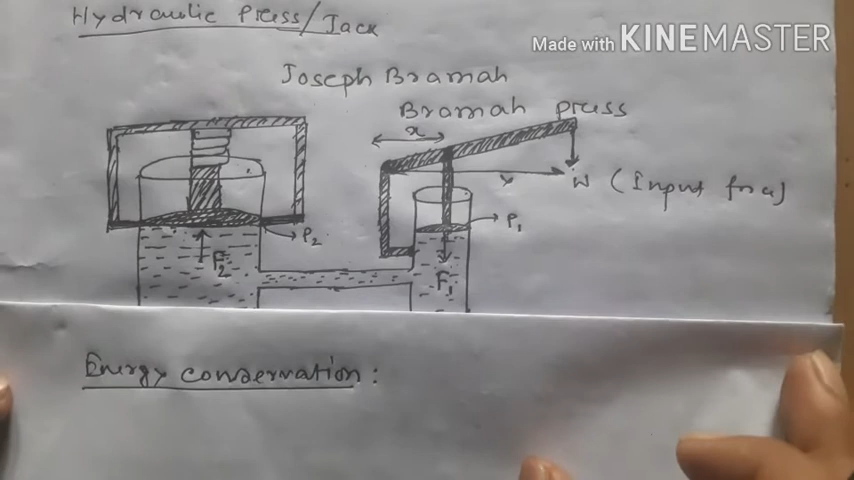 Hydraulic Press/Jack
Made with KINEMASTER
Joseph Bramah
Bramah press
x
y
W (Input force)
P₁
P₂
F₂
F₁
Energy conservation: